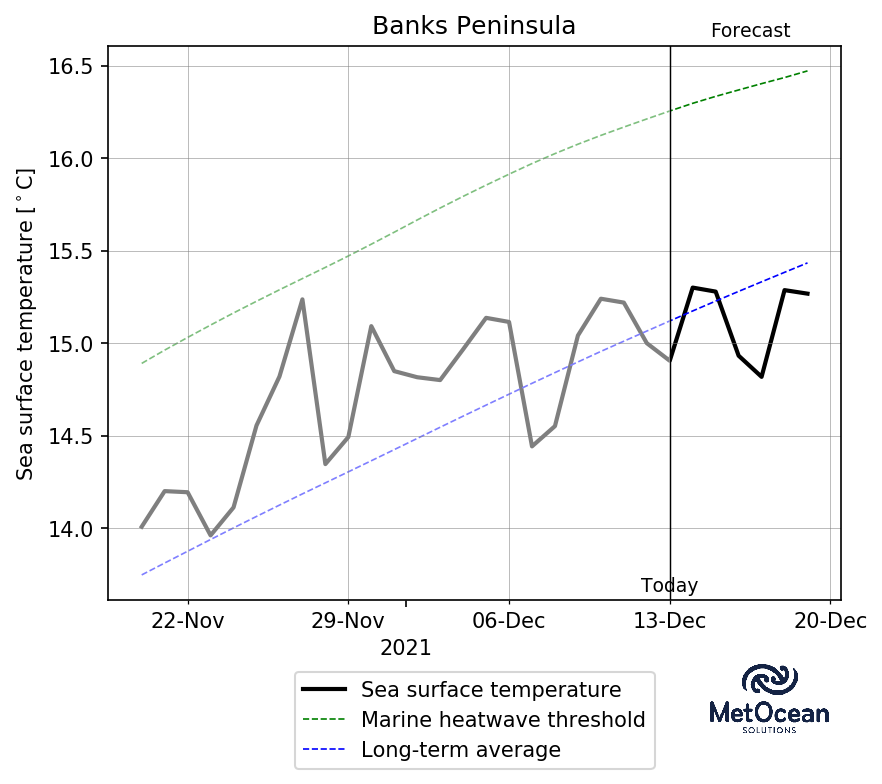 Banks Peninsula
Forecast
Sea surface temperature [°C]
16.5
16.0
15.5
15.0
14.5
14.0
Today
22-Nov
29-Nov
06-Dec
13-Dec
20-Dec
2021
Sea surface temperature
Marine heatwave threshold
Long-term average
MetOcean
SOLUTIONS